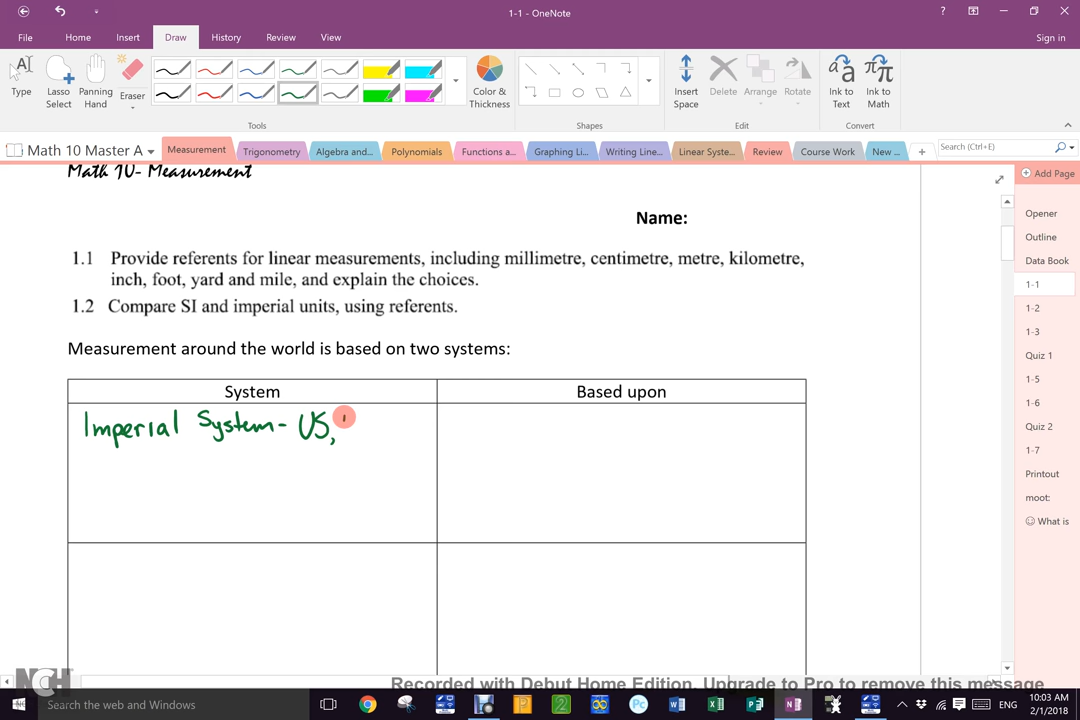 1-1 - OneNote
?
File Home Insert Draw History Review View Sign in
Type
Lasso Select
Panning Hand
Eraser
Color & Thickness
Insert Space
Delete
Arrange
Rotate
Ink to Text
Ink to Math
Tools Shapes Edit Convert
Math 10 Master A Measurement Trigonometry Algebra and... Polynomials Functions a... Graphing Li... Writing Line... Linear Syste... Review Course Work New ... + Search (Ctrl+E)
Add Page
Opener
Outline
Data Book
1-1
1-2
1-3
Quiz 1
1-5
1-6
Quiz 2
1-7
Printout
moot:
What is
Math 10- Measurement
Name:
1.1 Provide referents for linear measurements, including millimetre, centimetre, metre, kilometre,
inch, foot, yard and mile, and explain the choices.
1.2 Compare SI and imperial units, using referents.
Measurement around the world is based on two systems:
System Based upon
Imperial System- US,
NCH
Recorded with Debut Home Edition. Upgrade to Pro to remove this message
Search the web and Windows
ENG
10:03 AM
2/1/2018